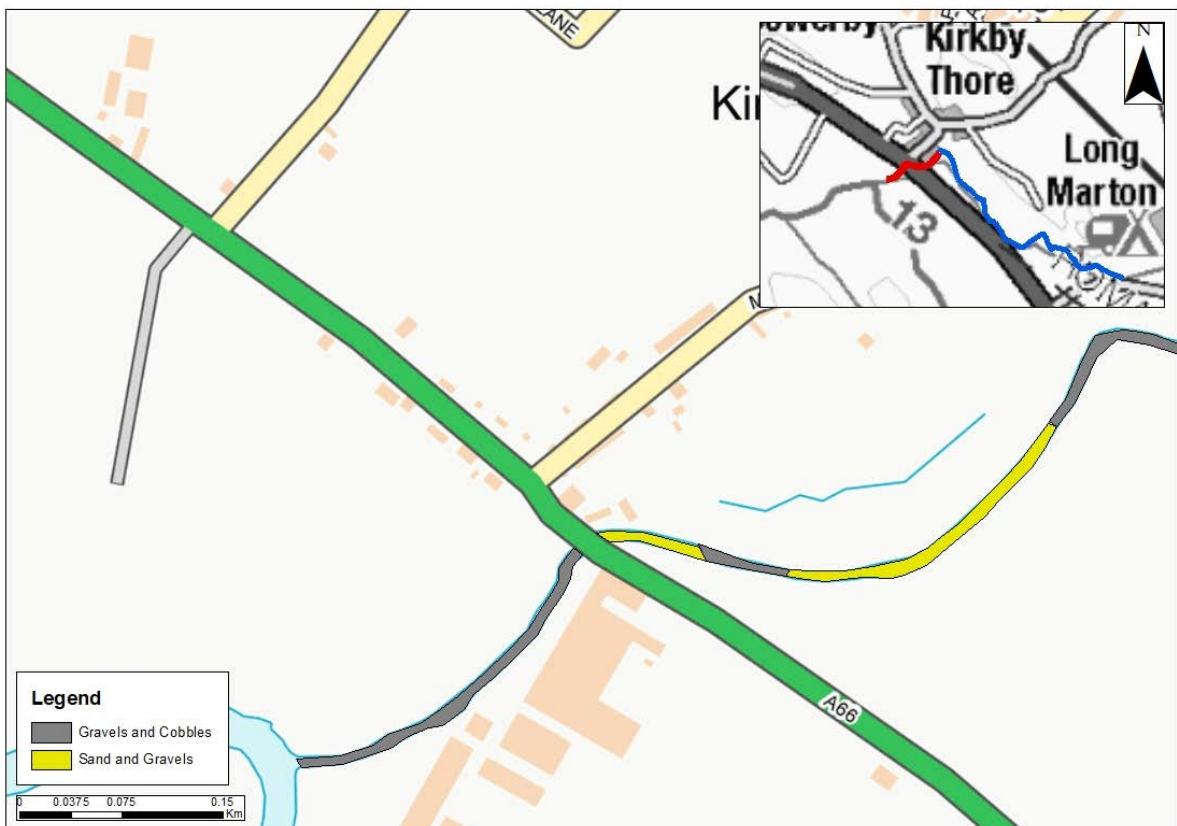 LANE
Kirkby
Thore
N
Long
Marton
13
A66
Legend
Gravels and Cobbles
Sand and Gravels
0 0.0375 0.075 0.15
Km